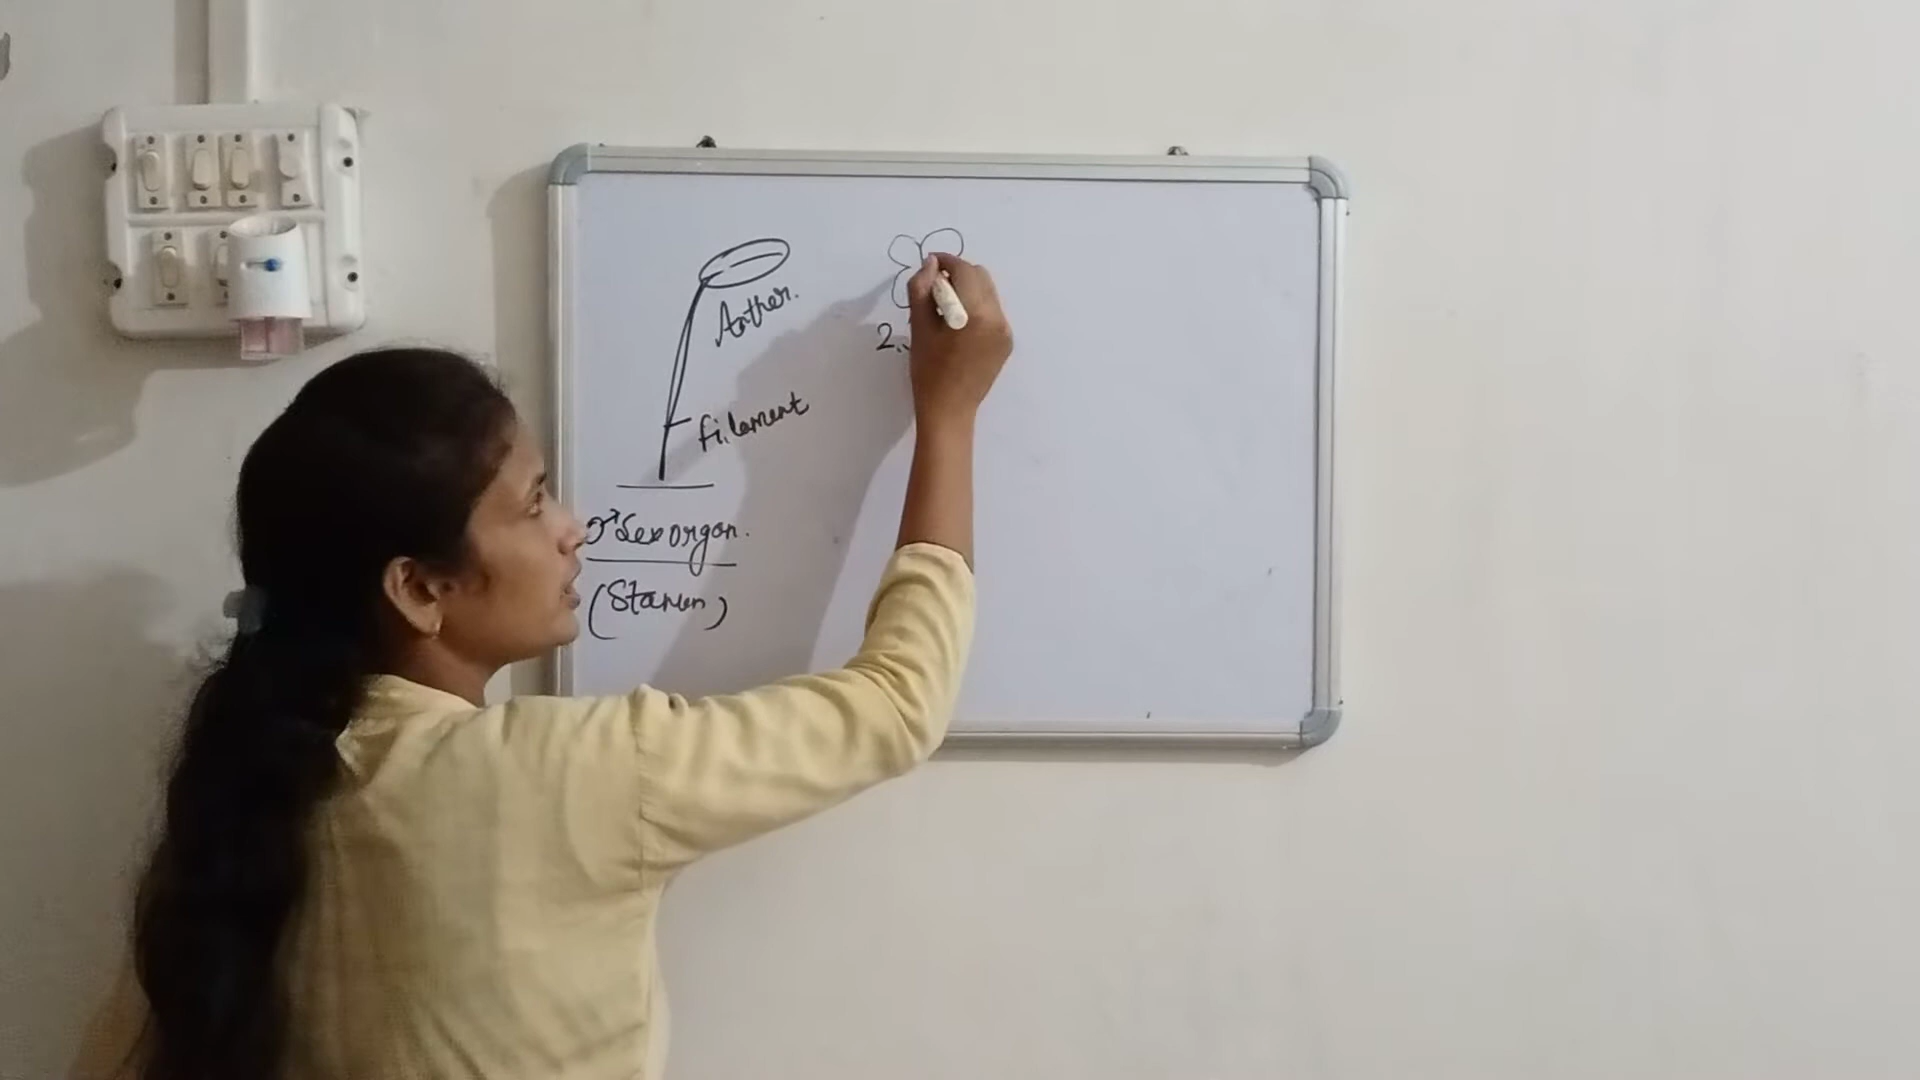 Anther.
filament
♂ Sex organ.
(Stamen)
2.